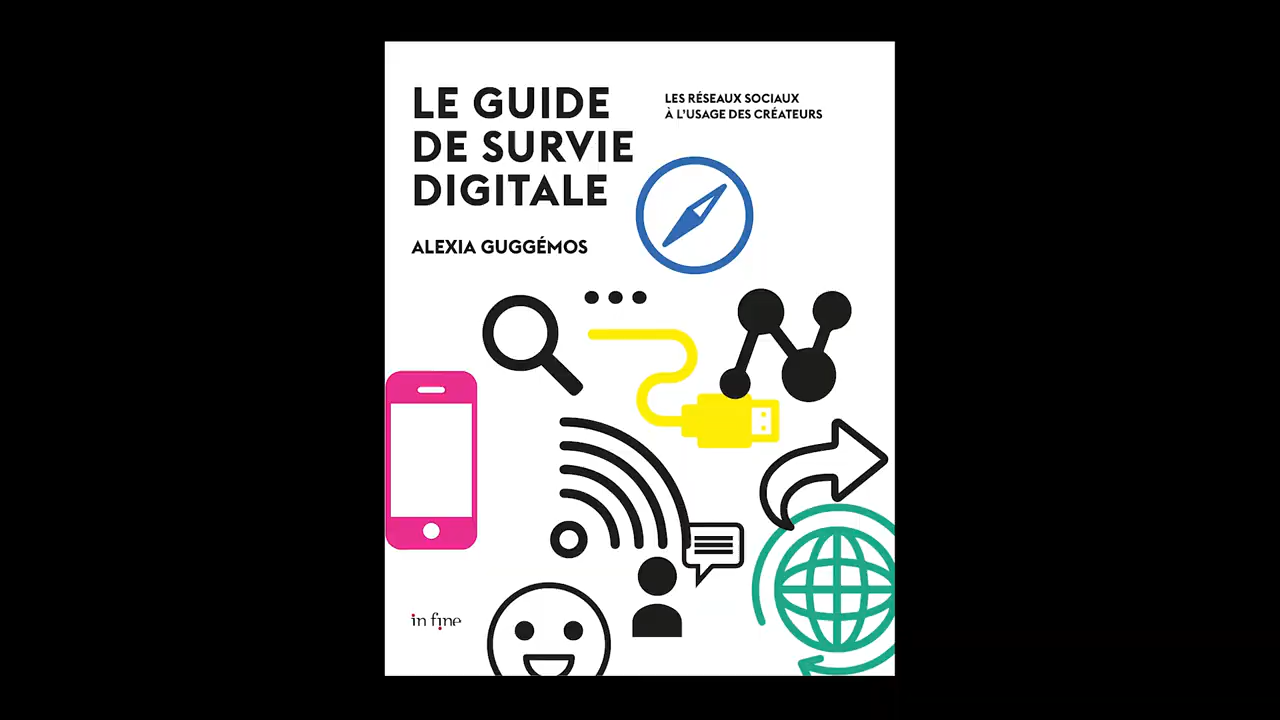 LE GUIDE
DE SURVIE
DIGITALE
LES RÉSEAUX SOCIAUX
À L'USAGE DES CRÉATEURS
ALEXIA GUGGÉMOS
in fine